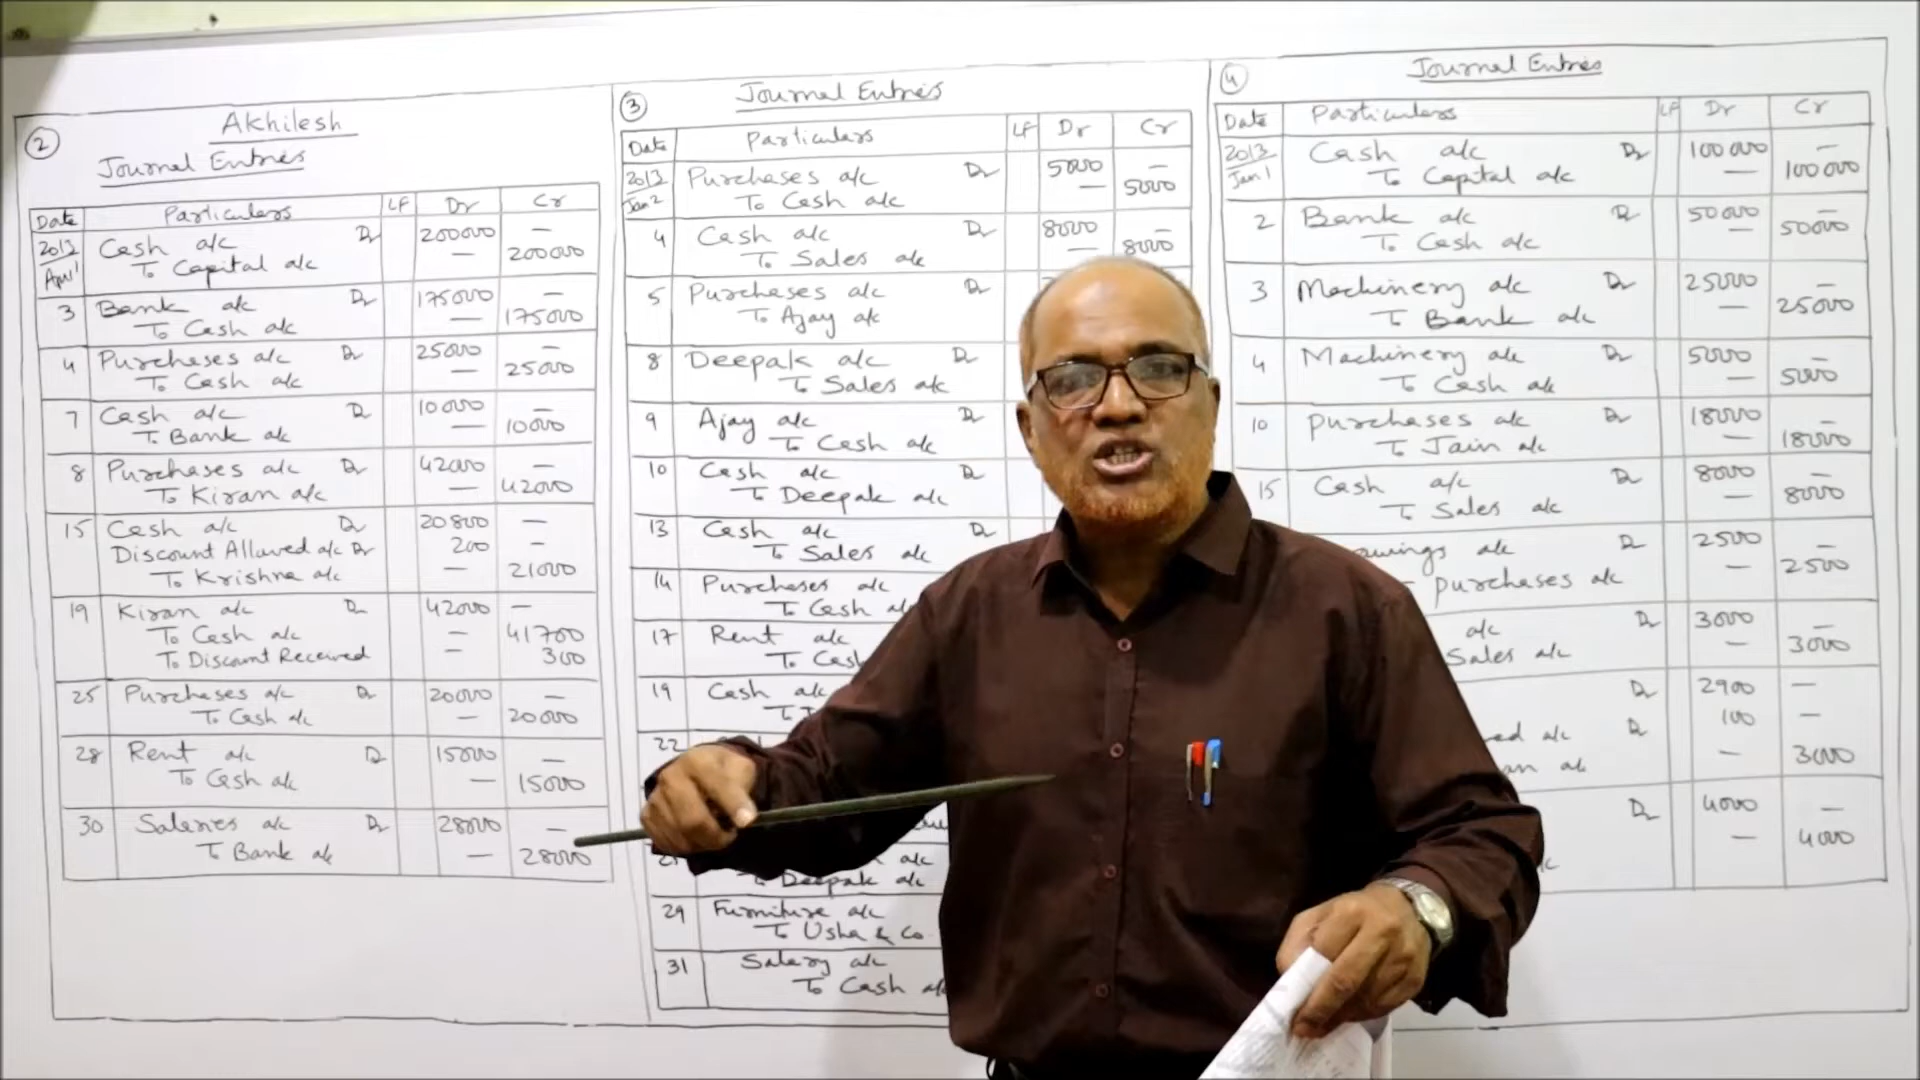 2
Akhilesh
Journal Entries
Date Particulars LF Dr Cr
2013 Cash a/c Dr 200000 —
Apr 1 To Capital a/c — 200000
3 Bank a/c Dr 175000 —
To Cash a/c — 175000
4 Purchases a/c Dr 25000 —
To Cash a/c — 25000
7 Cash a/c Dr 10000 —
To Bank a/c — 10000
8 Purchases a/c Dr 42000 —
To Kiran a/c — 42000
15 Cash a/c Dr 20800 —
Discount Allowed a/c Dr 200 —
To Krishna a/c — 21000
19 Kiran a/c Dr 42000 —
To Cash a/c — 41700
To Discount Received — 300
25 Purchases a/c Dr 20000 —
To Cash a/c — 20000
28 Rent a/c Dr 15000 —
To Cash a/c — 15000
30 Salaries a/c Dr 28000 —
To Bank a/c — 28000
3
Journal Entries
Date Particulars LF Dr Cr
2013 Purchases a/c Dr 5000 —
Jan 2 To Cash a/c — 5000
4 Cash a/c Dr 8000 —
To Sales a/c — 8000
5 Purchases a/c Dr
To Ajay a/c
8 Deepak a/c Dr
To Sales a/c
9 Ajay a/c Dr
To Cash a/c
10 Cash a/c Dr
To Deepak a/c
13 Cash a/c Dr
To Sales a/c
14 Purchases a/c
To Cash a/c
17 Rent a/c
To Cash
19 Cash a/c
To
22
a/c
To Deepak a/c
29 Furniture a/c
To Usha & Co.
31 Salary a/c
To Cash a/c
4
Journal Entries
Date Particulars LF Dr Cr
2013 Cash a/c Dr 100000 —
Jan 1 To Capital a/c — 100000
2 Bank a/c Dr 50000 —
To Cash a/c — 50000
3 Machinery a/c Dr 25000 —
To Bank a/c — 25000
4 Machinery a/c Dr 5000 —
To Cash a/c — 5000
10 Purchases a/c Dr 18000 —
To Jain a/c — 18000
15 Cash a/c Dr 8000 —
To Sales a/c — 8000
a/c Dr 2500 —
purchases a/c — 2500
a/c Dr 3000 —
Sales a/c — 3000
Dr 2900 —
a/c Dr 100 —
a/c — 3000
Dr 4000 —
— 4000